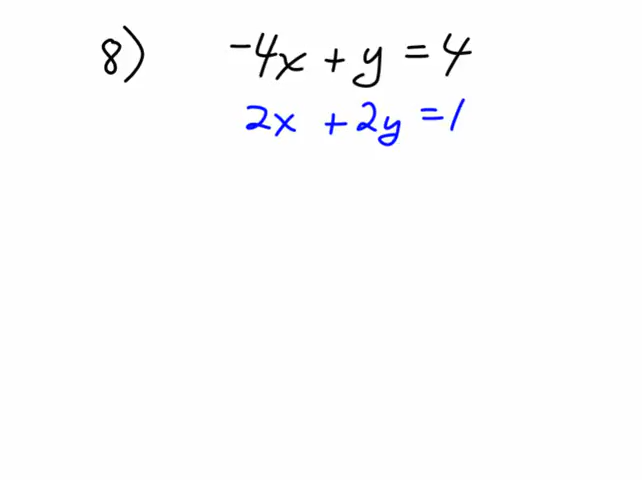 8) -4x + y = 4
2x + 2y = 1